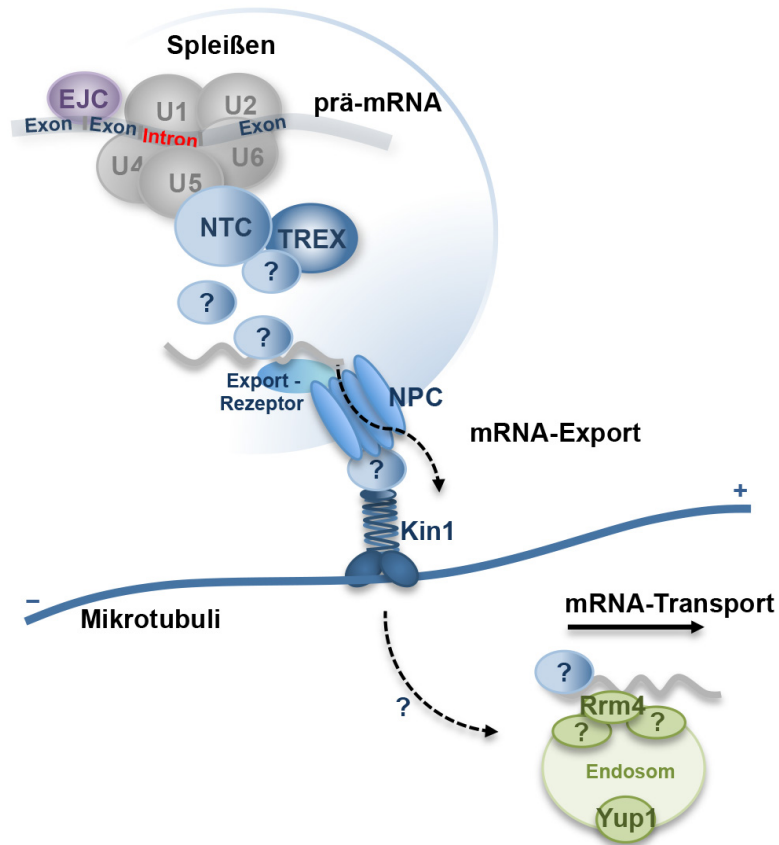 Spleißen
EJC
U1
U2
prä-mRNA
Exon
Exon
Intron
Exon
U4
U5
U6
NTC
TREX
?
?
?
Export -
Rezeptor
NPC
mRNA-Export
?
Kin1
+
–
Mikrotubuli
mRNA-Transport
?
?
Rrm4
?
?
Endosom
Yup1